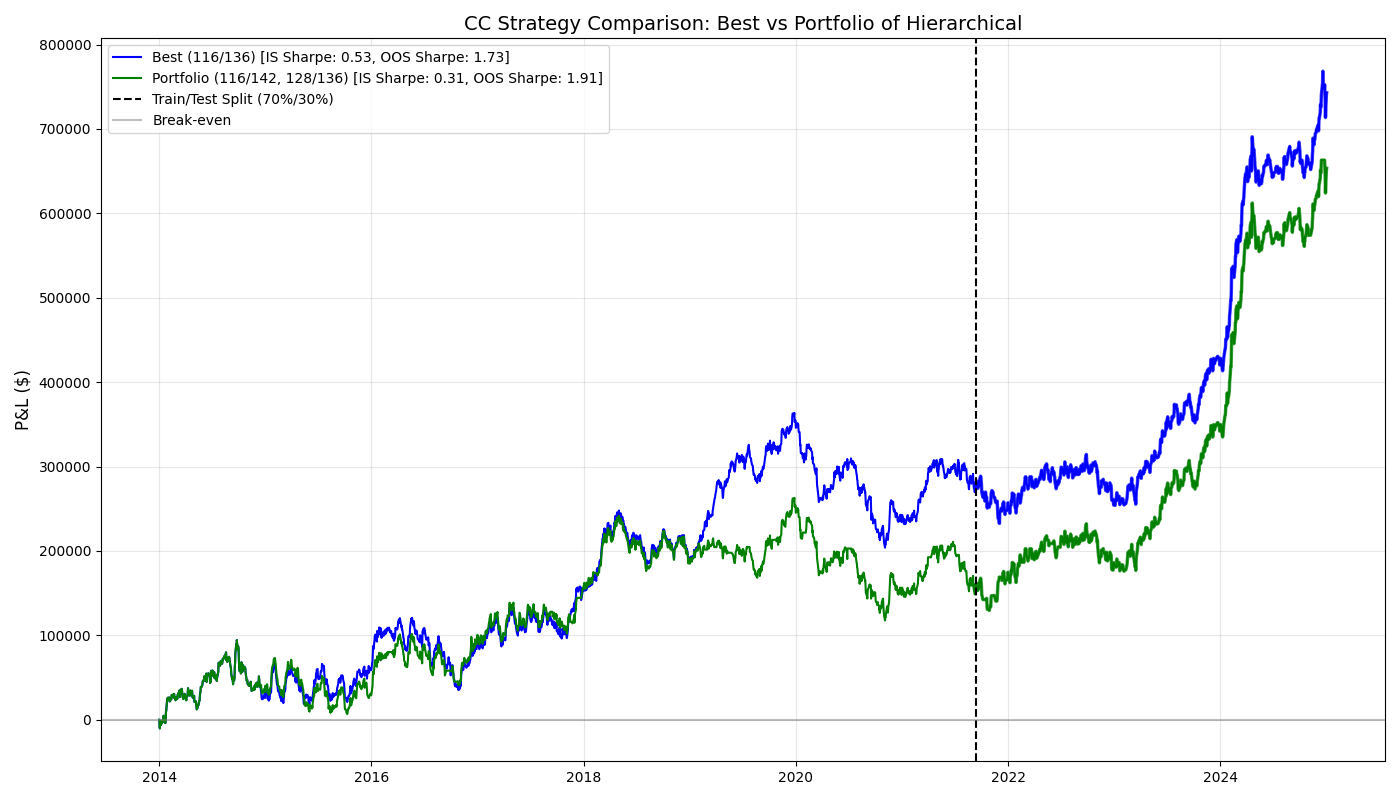 CC Strategy Comparison: Best vs Portfolio of Hierarchical
Best (116/136) [IS Sharpe: 0.53, OOS Sharpe: 1.73]
Portfolio (116/142, 128/136) [IS Sharpe: 0.31, OOS Sharpe: 1.91]
Train/Test Split (70%/30%)
Break-even
P&L ($)
800000
700000
600000
500000
400000
300000
200000
100000
0
2014 2016 2018 2020 2022 2024